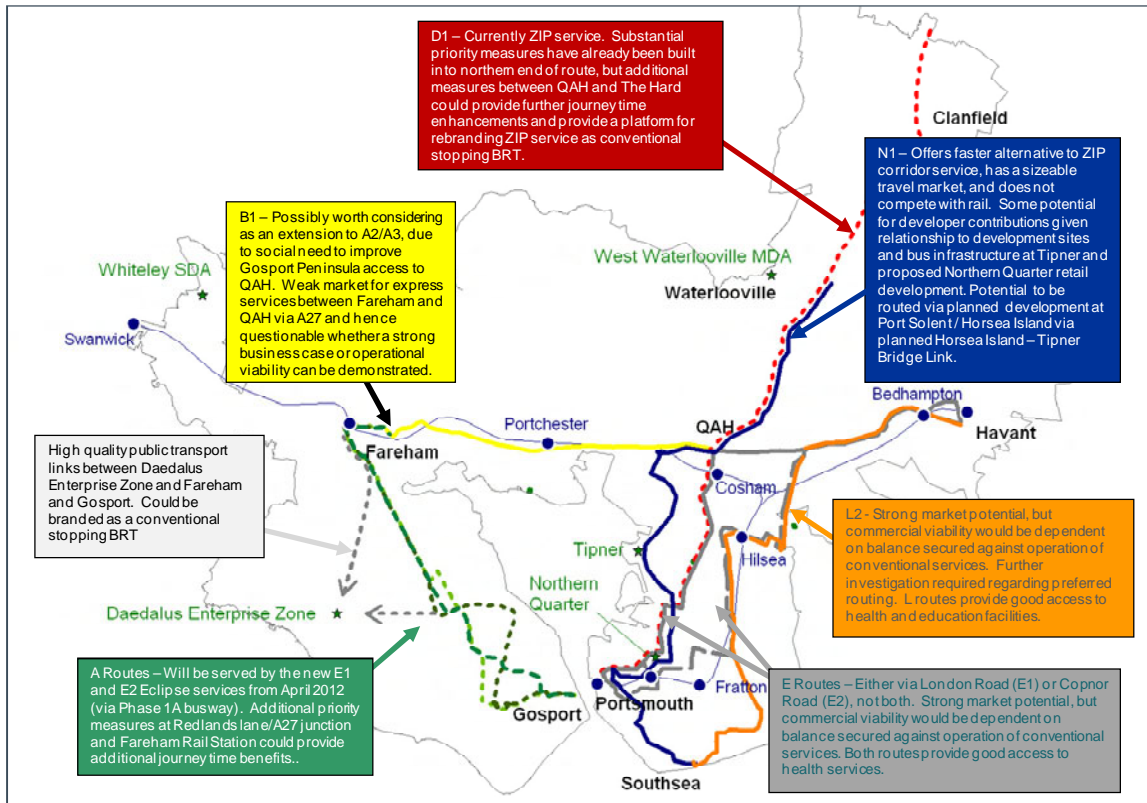 D1 – Currently ZIP service. Substantial
priority measures have already been built
into northern end of route, but additional
measures between QAH and The Hard
could provide further journey time
enhancements and provide a platform for
rebranding ZIP service as conventional
stopping BRT.
Clanfield
N1 – Offers faster alternative to ZIP
corridor service, has a sizeable
travel market, and does not
compete with rail. Some potential
for developer contributions given
relationship to development sites
and bus infrastructure at Tipner and
proposed Northern Quarter retail
development. Potential to be
routed via planned development at
Port Solent / Horsea Island via
planned Horsea Island – Tipner
Bridge Link.
B1 – Possibly worth considering
as an extension to A2/A3, due
to social need to improve
Gosport Peninsula access to
QAH. Weak market for express
services between Fareham and
QAH via A27 and hence
questionable whether a strong
business case or operational
viability can be demonstrated.
Whiteley SDA
West Waterlooville MDA
Waterlooville
Swanwick
Bedhampton
Havant
Portchester
QAH
Fareham
Cosham
High quality public transport
links between Daedalus
Enterprise Zone and Fareham
and Gosport. Could be
branded as a conventional
stopping BRT
L2 - Strong market potential, but
commercial viability would be dependent
on balance secured against operation of
conventional services. Further
investigation required regarding preferred
routing. L routes provide good access to
health and education facilities.
Tipner
Hilsea
Northern
Quarter
Daedalus Enterprise Zone
A Routes – Will be served by the new E1
and E2 Eclipse services from April 2012
(via Phase 1A busway). Additional priority
measures at Redlands lane/A27 junction
and Fareham Rail Station could provide
additional journey time benefits..
Gosport
Portsmouth
Fratton
E Routes – Either via London Road (E1) or Copnor
Road (E2), not both. Strong market potential, but
commercial viability would be dependent on
balance secured against operation of conventional
services. Both routes provide good access to
health services.
Southsea